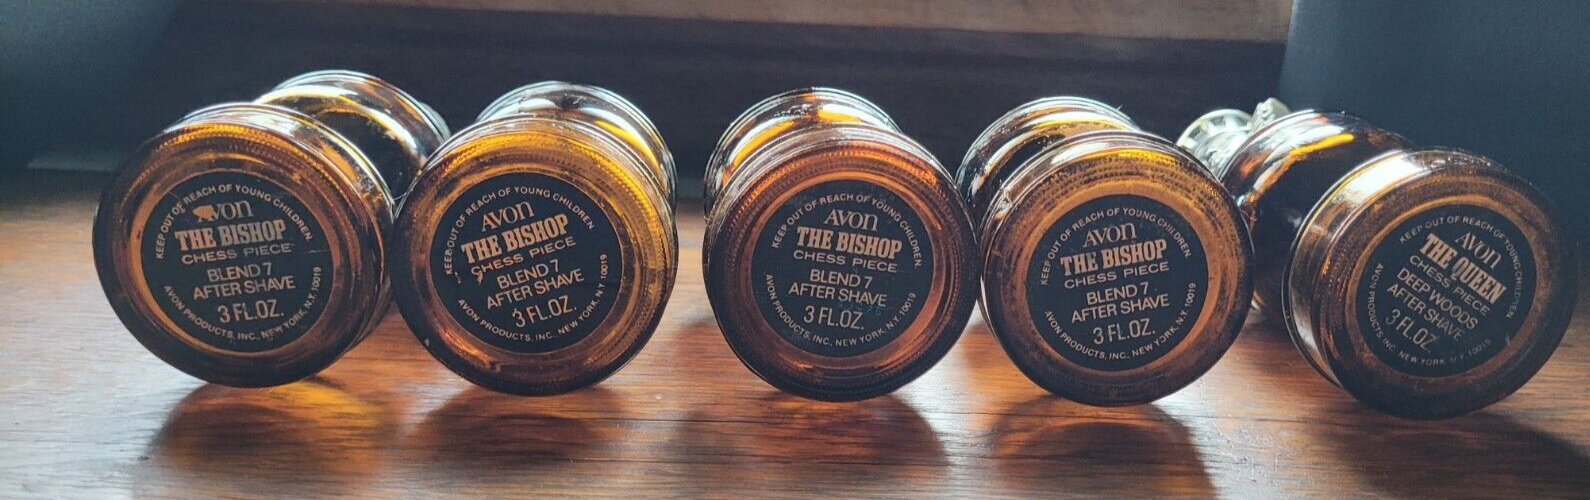 KEEP OUT OF REACH OF YOUNG CHILDREN.
AVON
THE BISHOP
CHESS PIECE
BLEND 7
AFTER SHAVE
3 FL.OZ.
AVON PRODUCTS, INC., NEW YORK, N.Y. 10019
KEEP OUT OF REACH OF YOUNG CHILDREN.
AVON
THE BISHOP
CHESS PIECE
BLEND 7
AFTER SHAVE
3 FL.OZ.
AVON PRODUCTS, INC., NEW YORK, N.Y. 10019
KEEP OUT OF REACH OF YOUNG CHILDREN.
AVON
THE BISHOP
CHESS PIECE
BLEND 7
AFTER SHAVE
3 FL.OZ.
AVON PRODUCTS, INC., NEW YORK, N.Y. 10019
KEEP OUT OF REACH OF YOUNG CHILDREN.
AVON
THE BISHOP
CHESS PIECE
BLEND 7
AFTER SHAVE
3 FL.OZ.
AVON PRODUCTS, INC., NEW YORK, N.Y. 10019
KEEP OUT OF REACH OF YOUNG CHILDREN
AVON
THE QUEEN
CHESS PIECE
DEEP WOODS
AFTER SHAVE
3 FL.OZ.
AVON PRODUCTS, INC. NEW YORK, N.Y. 10019